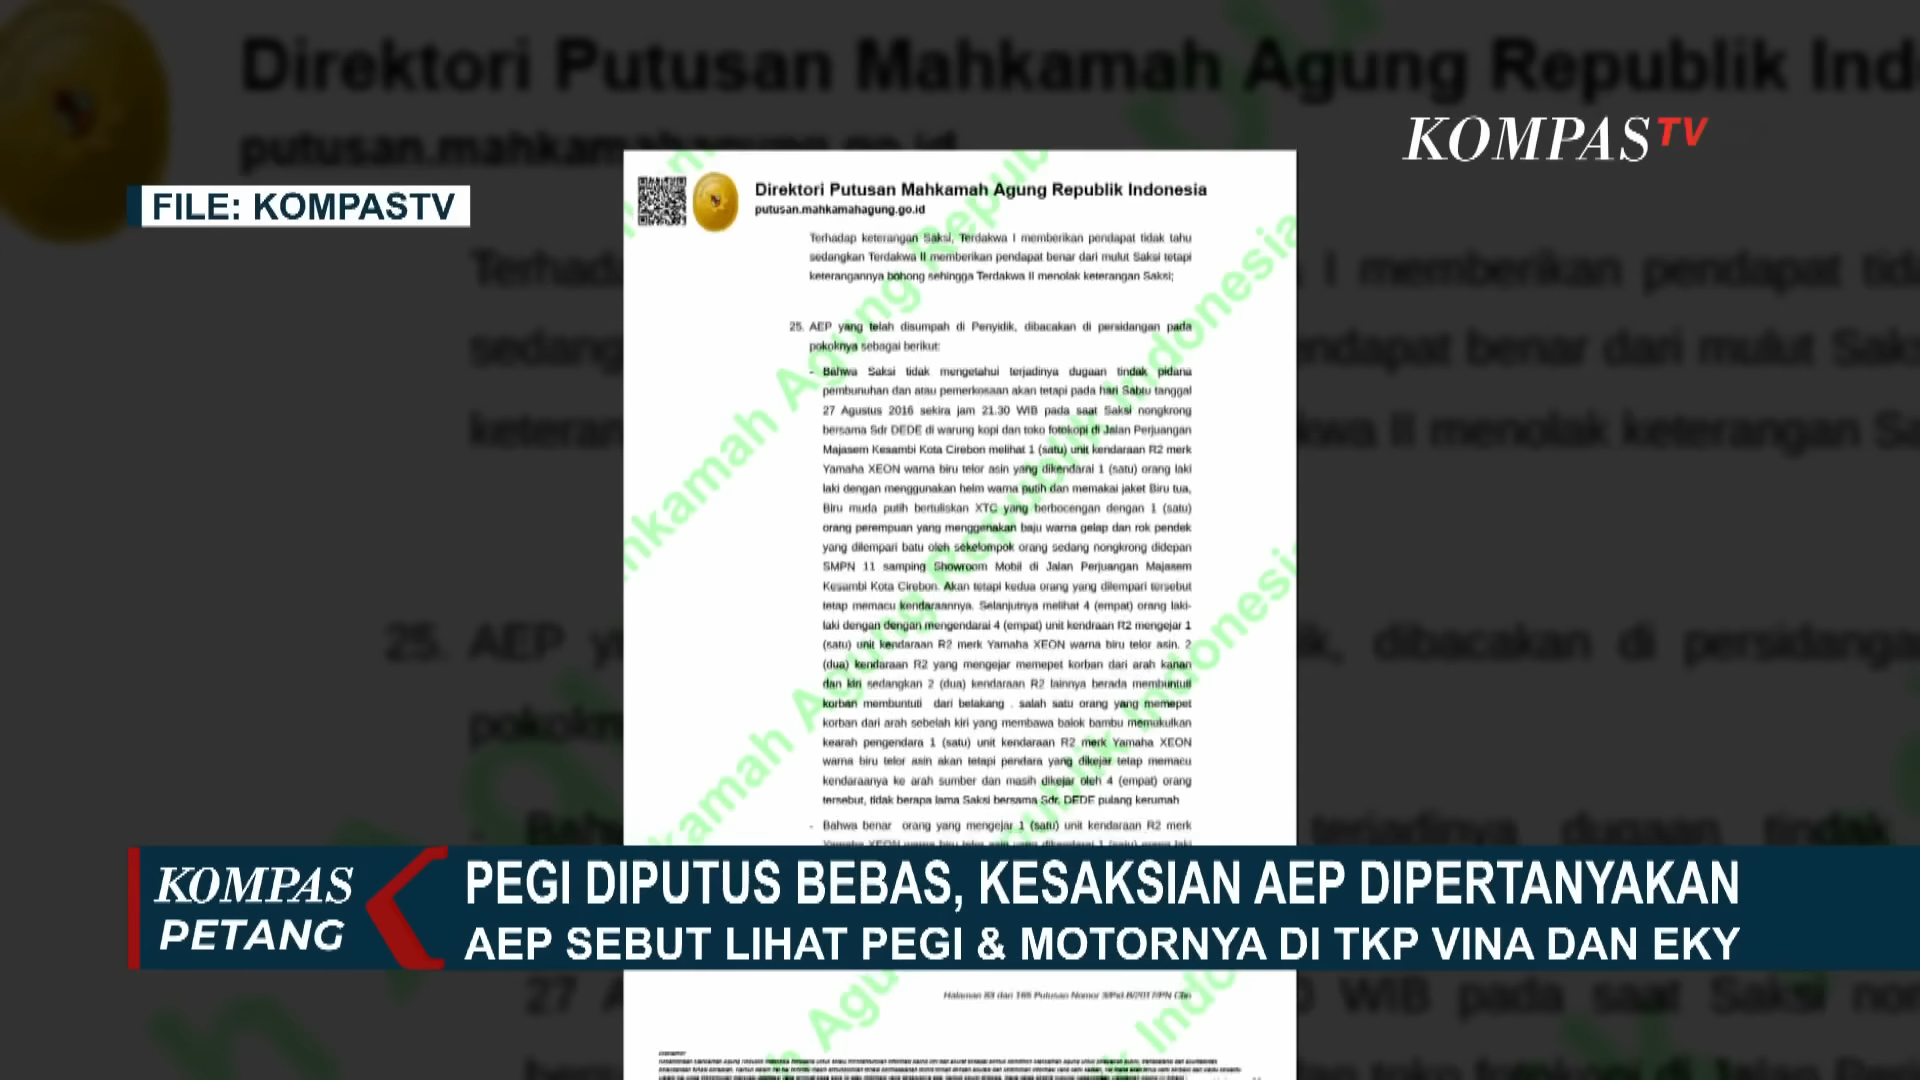 Direktori Putusan Mahkamah Agung Republik Ind
putusan.mahkamahagung.go.id
KOMPAS TV
FILE: KOMPASTV
Direktori Putusan Mahkamah Agung Republik Indonesia
putusan.mahkamahagung.go.id
Terhadap keterangan Saksi, Terdakwa I memberikan pendapat tidak tahu
sedangkan Terdakwa II memberikan pendapat benar dari mulut Saksi tetapi
keterangannya bohong sehingga Terdakwa II menolak keterangan Saksi;
25. AEP yang telah disumpah di Penyidik, dibacakan di persidangan pada
pokoknya sebagai berikut:
- Bahwa Saksi tidak mengetahui terjadinya dugaan tindak pidana
pembunuhan dan atau pemerkosaan akan tetapi pada hari Sabtu tanggal
27 Agustus 2016 sekira jam 21.30 WIB pada saat Saksi nongkrong
bersama Sdr DEDE di warung kopi dan toko fotokopi di Jalan Perjuangan
Majasem Kesambi Kota Cirebon melihat 1 (satu) unit kendaraan R2 merk
Yamaha XEON warna biru telor asin yang dikendarai 1 (satu) orang laki
laki dengan menggunakan helm warna putih dan memakai jaket Biru tua,
Biru muda putih bertuliskan XTC yang berbocengan dengan 1 (satu)
orang perempuan yang menggenakan baju warna gelap dan rok pendek
yang dilempari batu oleh sekelompok orang sedang nongkrong didepan
SMPN 11 samping Showroom Mobil di Jalan Perjuangan Majasem
Kesambi Kota Cirebon. Akan tetapi kedua orang yang dilempari tersebut
tetap memacu kendaraannya. Selanjutnya melihat 4 (empat) orang laki-
laki dengan dengan mengendarai 4 (empat) unit kendraan R2 mengejar 1
(satu) unit kendaraan R2 merk Yamaha XEON warna biru telor asin. 2
(dua) kendaraan R2 yang mengejar memepet korban dari arah kanan
dan kiri sedangkan 2 (dua) kendaraan R2 lainnya berada membuntuti
korban membuntuti dari belakang . salah satu orang yang memepet
korban dari arah sebelah kiri yang membawa balok bambu memukulkan
kearah pengendara 1 (satu) unit kendaraan R2 merk Yamaha XEON
warna biru telor asin akan tetapi pendara yang dikejar tetap memacu
kendaraanya ke arah sumber dan masih dikejar oleh 4 (empat) orang
tersebut, tidak berapa lama Saksi bersama Sdr. DEDE pulang kerumah
- Bahwa benar orang yang mengejar 1 (satu) unit kendaraan R2 merk
KOMPAS PETANG
PEGI DIPUTUS BEBAS, KESAKSIAN AEP DIPERTANYAKAN
AEP SEBUT LIHAT PEGI & MOTORNYA DI TKP VINA DAN EKY
Halaman 83 dari 165 Putusan Nomor